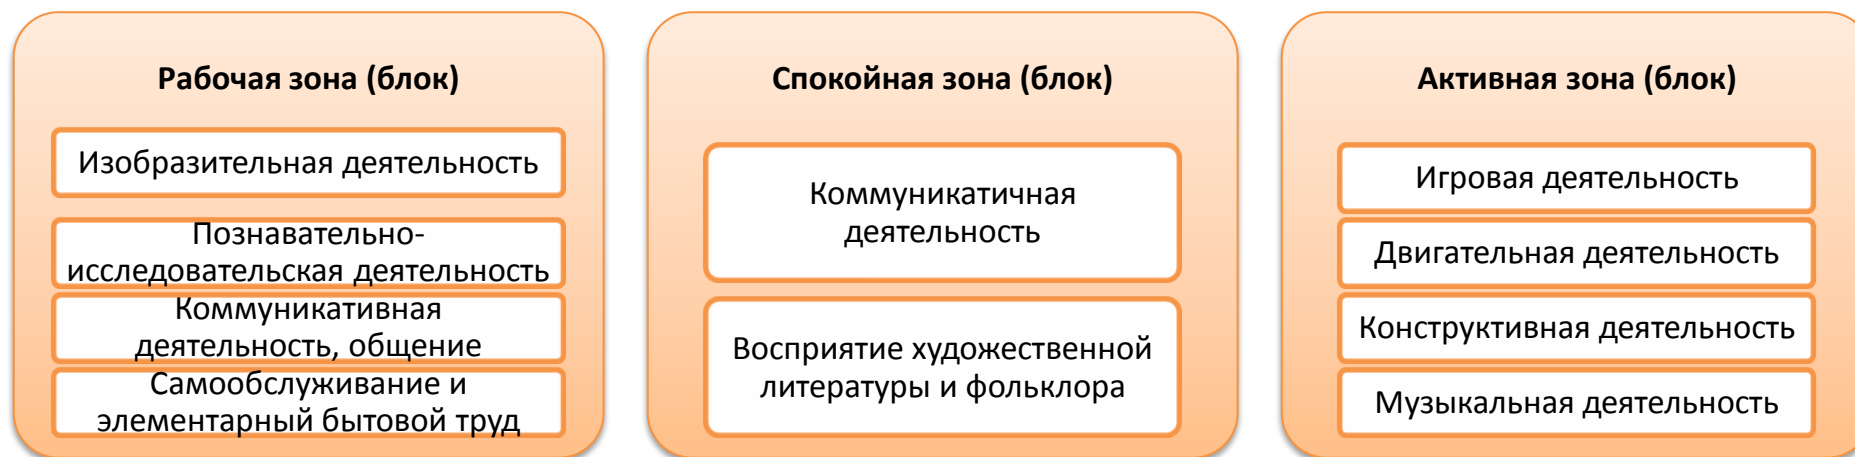 Рабочая зона (блок)
Изобразительная деятельность
Познавательно-
исследовательская деятельность
Коммуникативная
деятельность, общение
Самообслуживание и
элементарный бытовой труд
Спокойная зона (блок)
Коммуникатичная
деятельность
Восприятие художественной
литературы и фольклора
Активная зона (блок)
Игровая деятельность
Двигательная деятельность
Конструктивная деятельность
Музыкальная деятельность